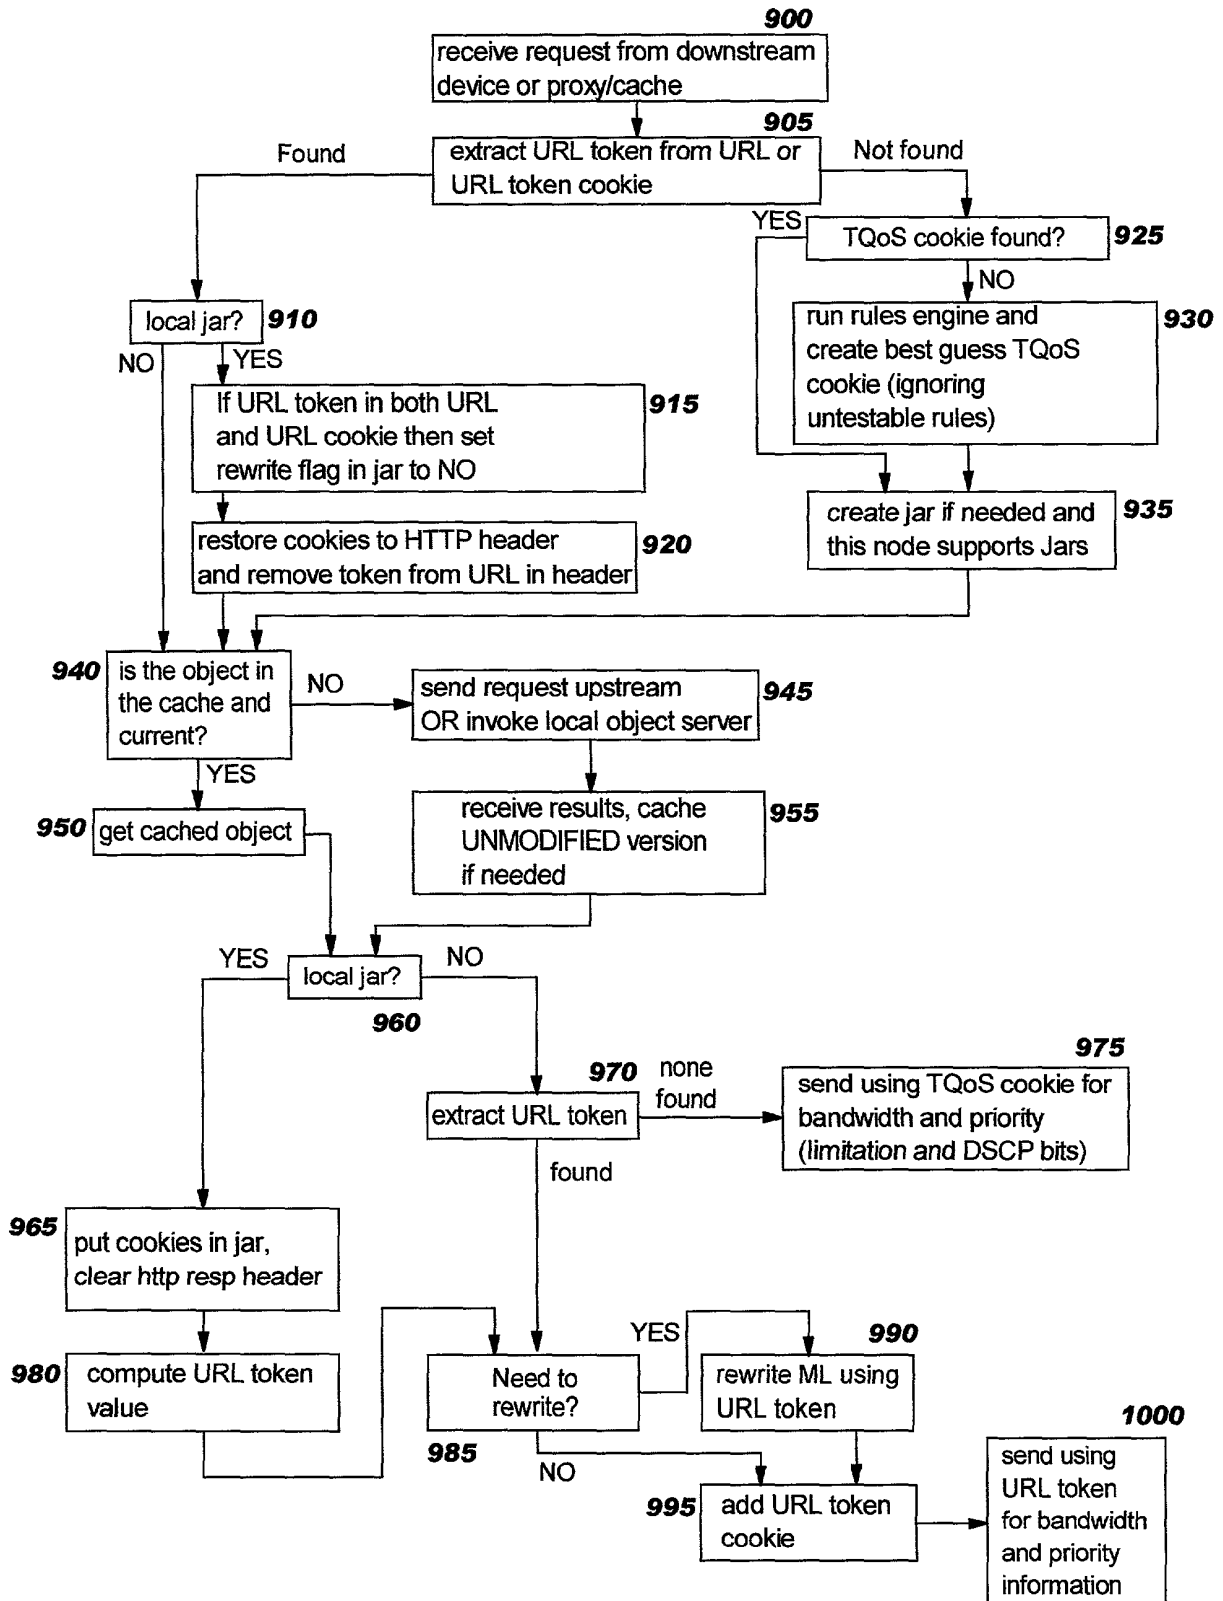 900
receive request from downstream
device or proxy/cache
905
Found
extract URL token from URL or
URL token cookie
Not found
YES
TQoS cookie found?
925
NO
local jar?
910
NO
YES
run rules engine and
create best guess TQoS
cookie (ignoring
untestable rules)
930
If URL token in both URL
and URL cookie then set
rewrite flag in jar to NO
915
create jar if needed and
this node supports Jars
935
restore cookies to HTTP header
and remove token from URL in header
920
940
is the object in
the cache and
current?
NO
send request upstream
OR invoke local object server
945
YES
950
get cached object
receive results, cache
UNMODIFIED version
if needed
955
YES
local jar?
NO
960
970
extract URL token
none
found
975
send using TQoS cookie for
bandwidth and priority
(limitation and DSCP bits)
found
965
put cookies in jar,
clear http resp header
980
compute URL token
value
Need to
rewrite?
985
YES
NO
990
rewrite ML using
URL token
995
add URL token
cookie
1000
send using
URL token
for bandwidth
and priority
information